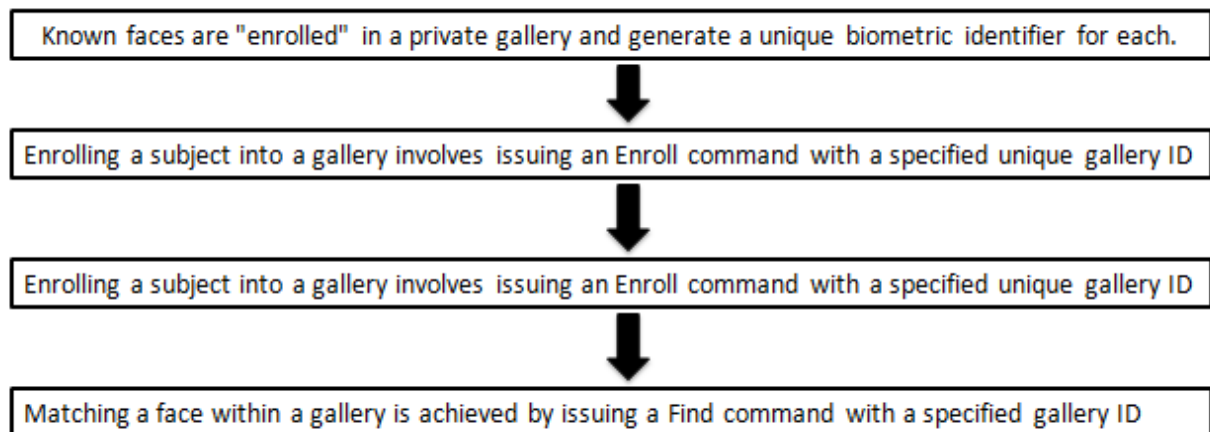 Known faces are "enrolled" in a private gallery and generate a unique biometric identifier for each.
Enrolling a subject into a gallery involves issuing an Enroll command with a specified unique gallery ID
Enrolling a subject into a gallery involves issuing an Enroll command with a specified unique gallery ID
Matching a face within a gallery is achieved by issuing a Find command with a specified gallery ID